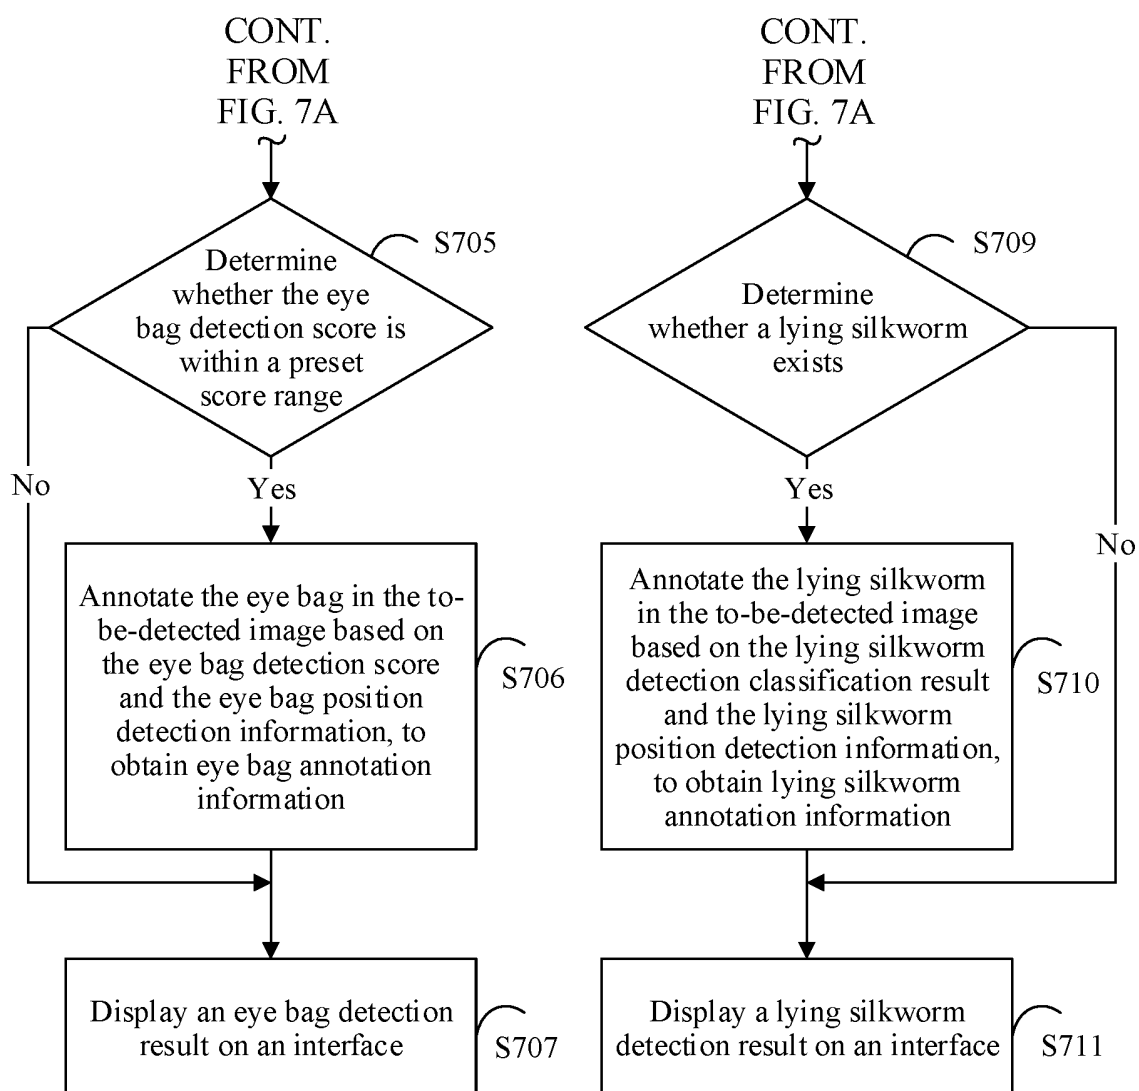 CONT.
FROM
FIG. 7A
S705
Determine
whether the eye
bag detection score is
within a preset
score range
No
Yes
Annotate the eye bag in the to-
be-detected image based on
the eye bag detection score
and the eye bag position
detection information, to
obtain eye bag annotation
information
S706
Display an eye bag detection
result on an interface
S707
CONT.
FROM
FIG. 7A
S709
Determine
whether a lying silkworm
exists
Yes
No
Annotate the lying silkworm
in the to-be-detected image
based on the lying silkworm
detection classification result
and the lying silkworm
position detection information,
to obtain lying silkworm
annotation information
S710
Display a lying silkworm
detection result on an interface
S711